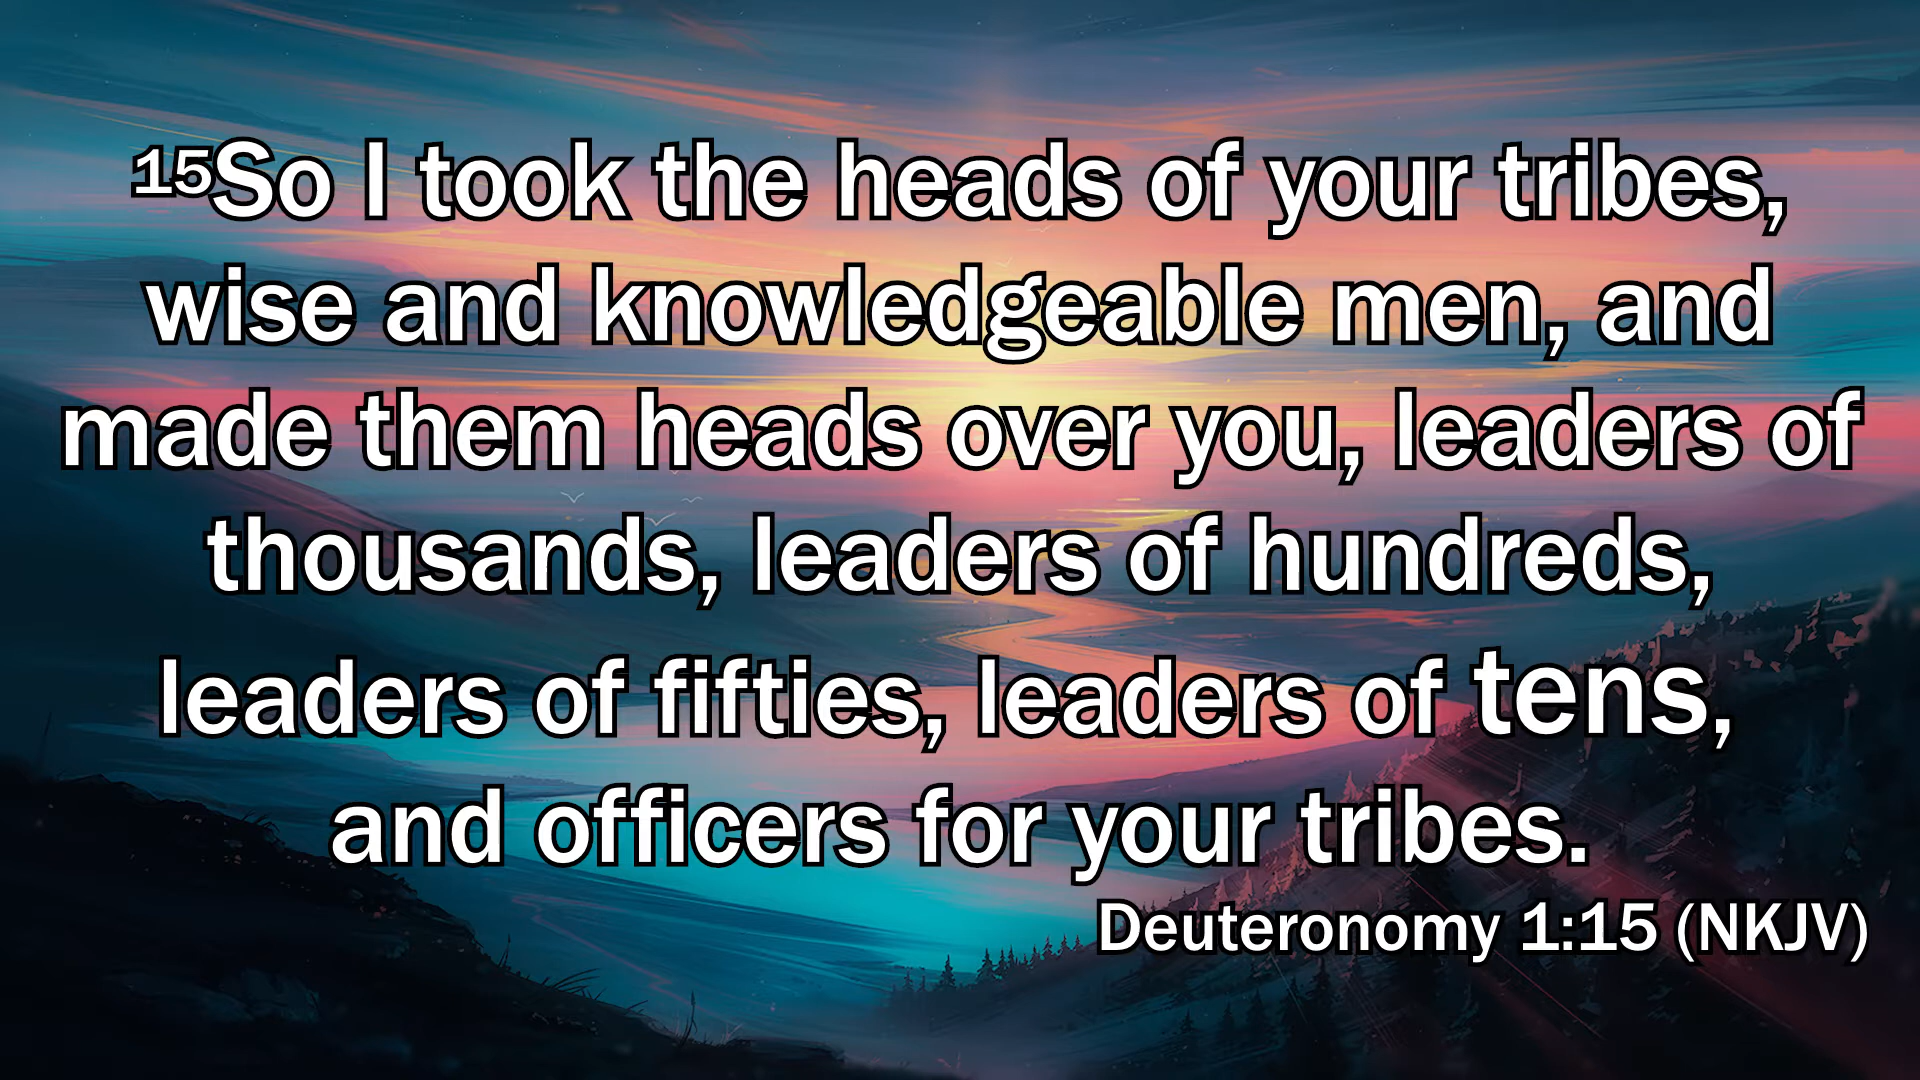 15So I took the heads of your tribes,
wise and knowledgeable men, and
made them heads over you, leaders of
thousands, leaders of hundreds,
leaders of fifties, leaders of tens,
and officers for your tribes.
Deuteronomy 1:15 (NKJV)